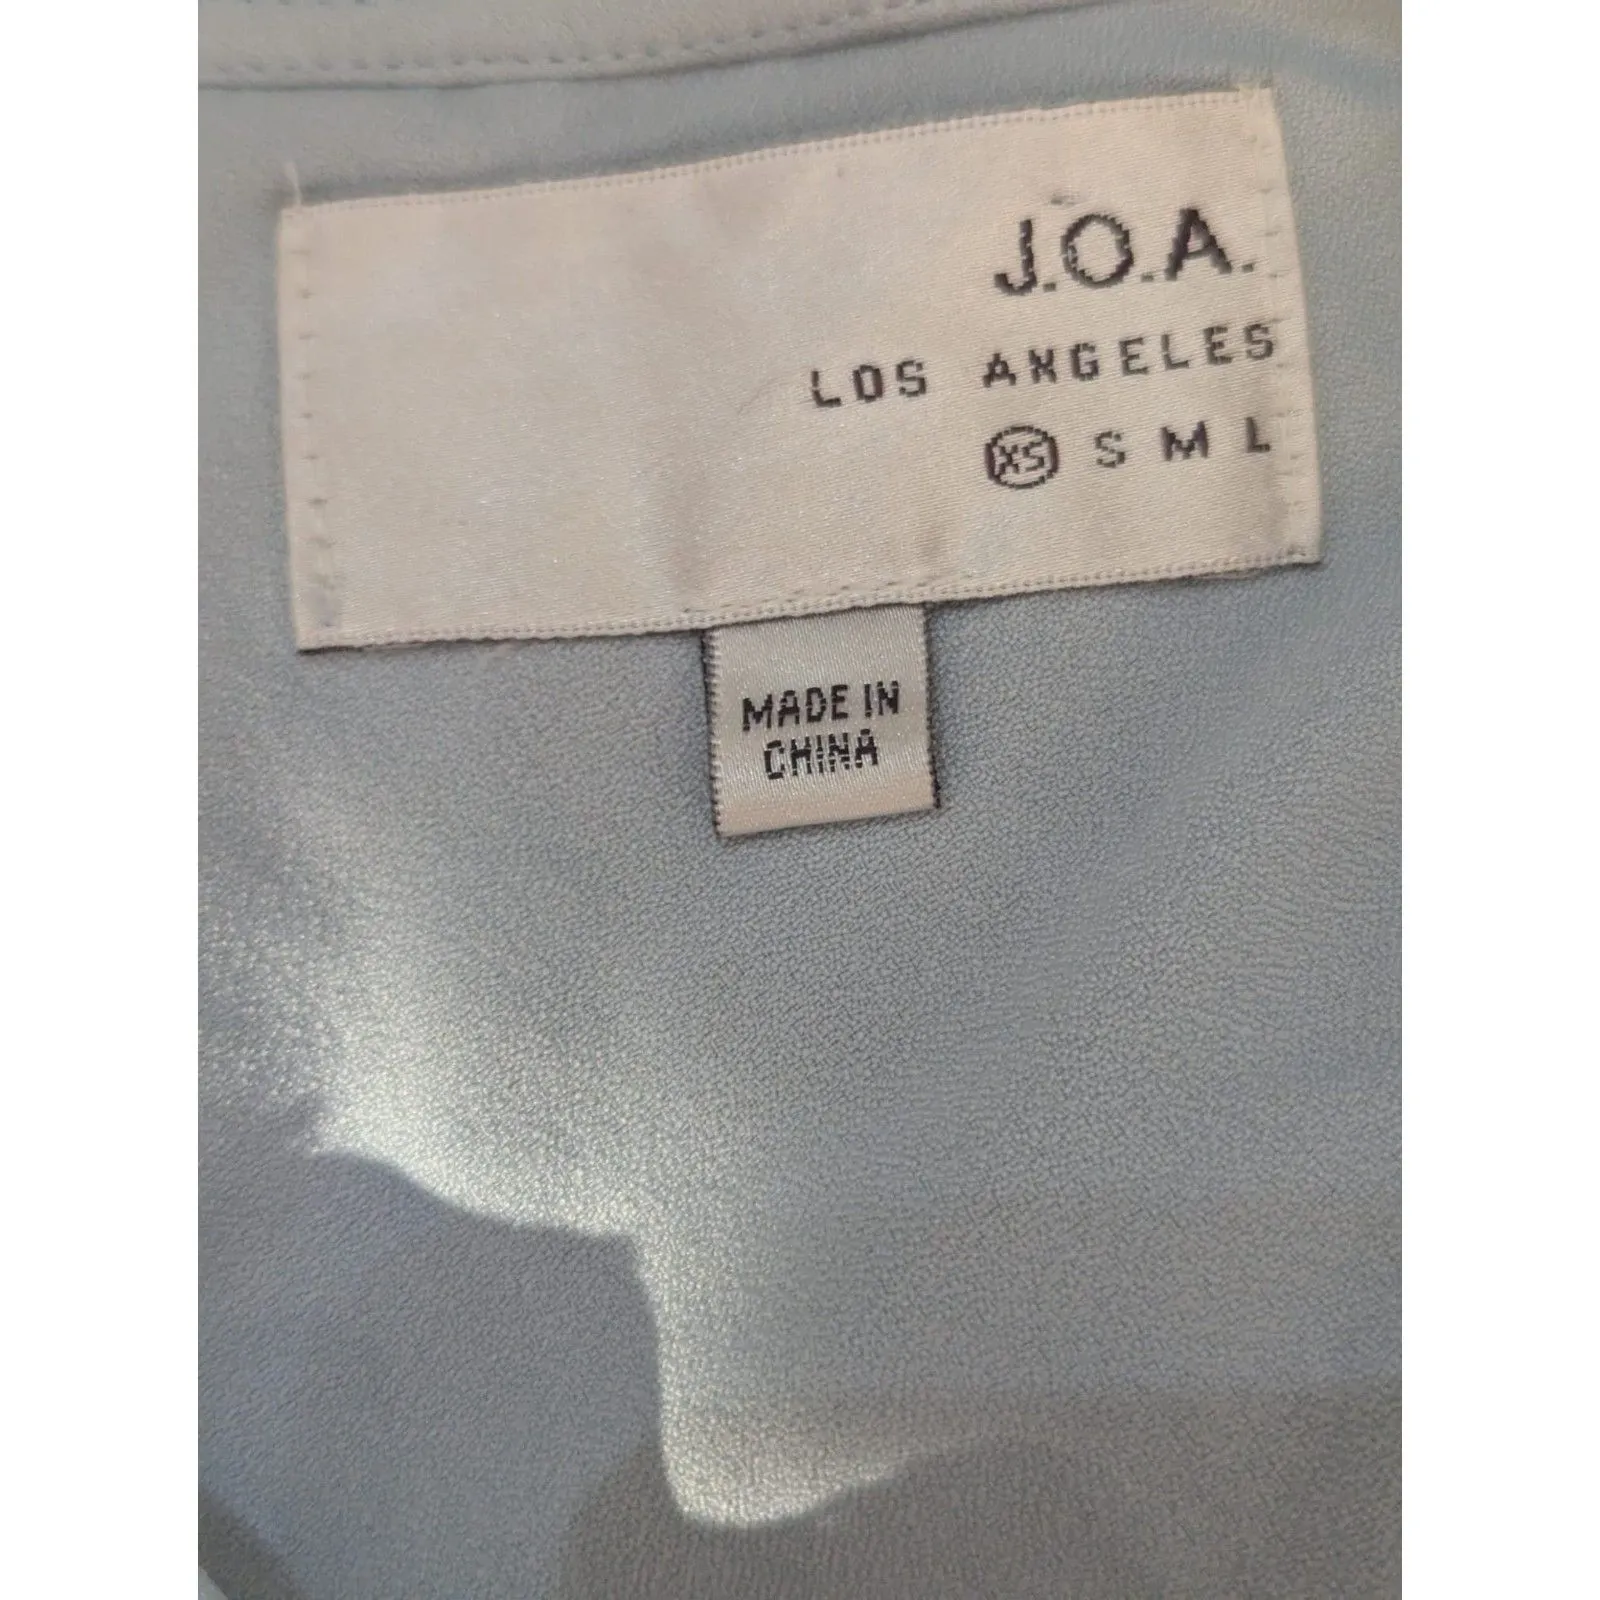 J.O.A.
LOS ANGELES
XS S M L
MADE IN
CHINA